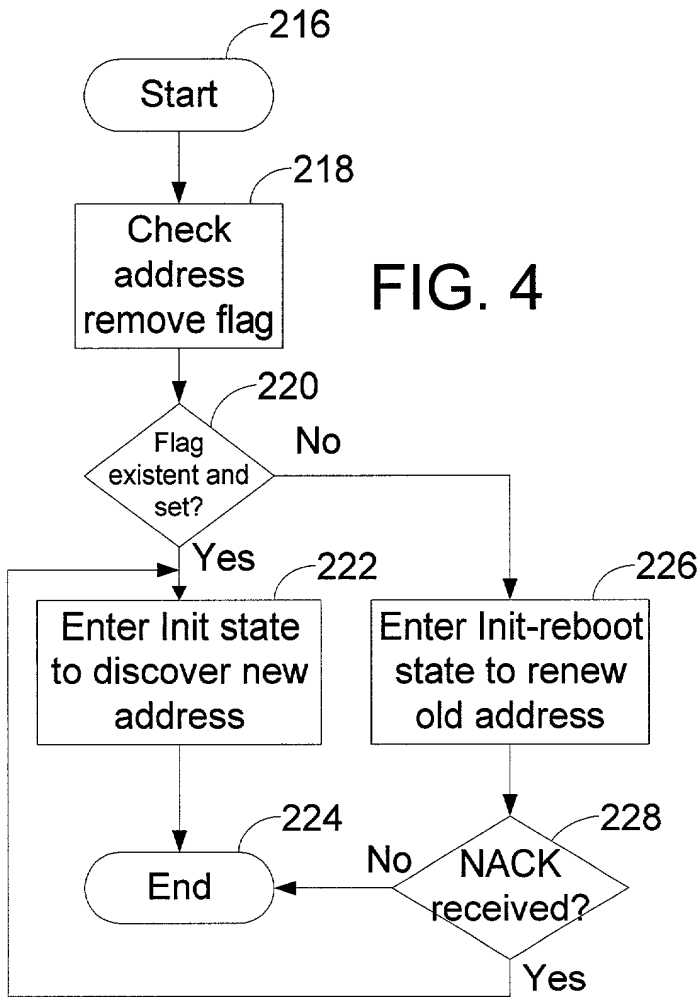 216
Start
218
Check
address
remove flag
FIG. 4
220
Flag
existent and
set?
No
Yes
222
Enter Init state
to discover new
address
226
Enter Init-reboot
state to renew
old address
224
End
228
No
NACK
received?
Yes